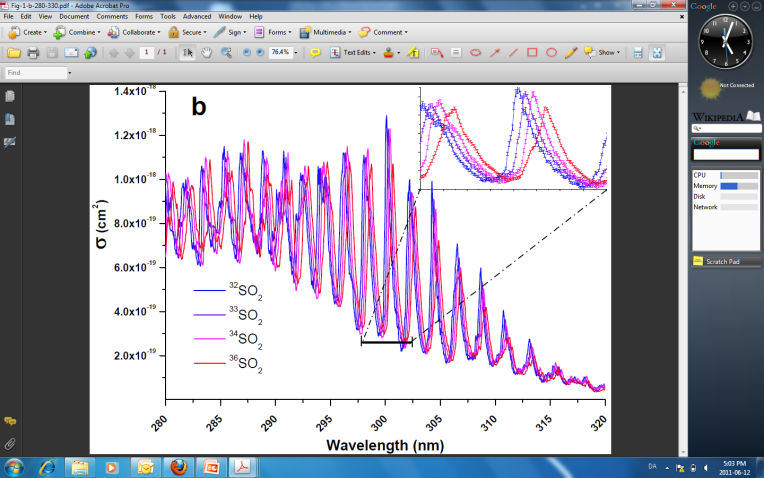 Fig-1-b-280-330.pdf - Adobe Acrobat Pro
File Edit View Document Comments Forms Tools Advanced Window Help
Create Combine Collaborate Secure Sign Forms Multimedia Comment
1 / 1 76.4% Text Edits Show
Find
b
σ (cm²)
1.4x10⁻¹⁸
1.2x10⁻¹⁸
1.0x10⁻¹⁸
8.0x10⁻¹⁹
6.0x10⁻¹⁹
4.0x10⁻¹⁹
2.0x10⁻¹⁹
³²SO₂
³³SO₂
³⁴SO₂
³⁶SO₂
280 285 290 295 300 305 310 315 320
Wavelength (nm)
Google
Not Connected
WIKIPEDIA
Google
CPU
Memory
Disk
Network
Scratch Pad
DA
5:03 PM
2011-06-12